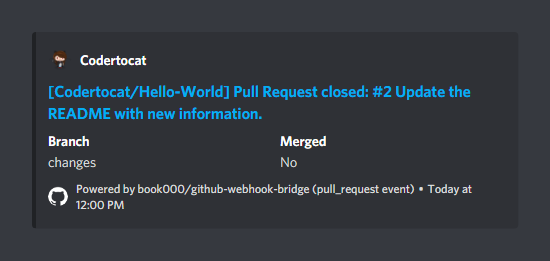 Codertocat
[Codertocat/Hello-World] Pull Request closed: #2 Update the
README with new information.
Branch Merged
changes No
Powered by book000/github-webhook-bridge (pull_request event) • Today at
12:00 PM